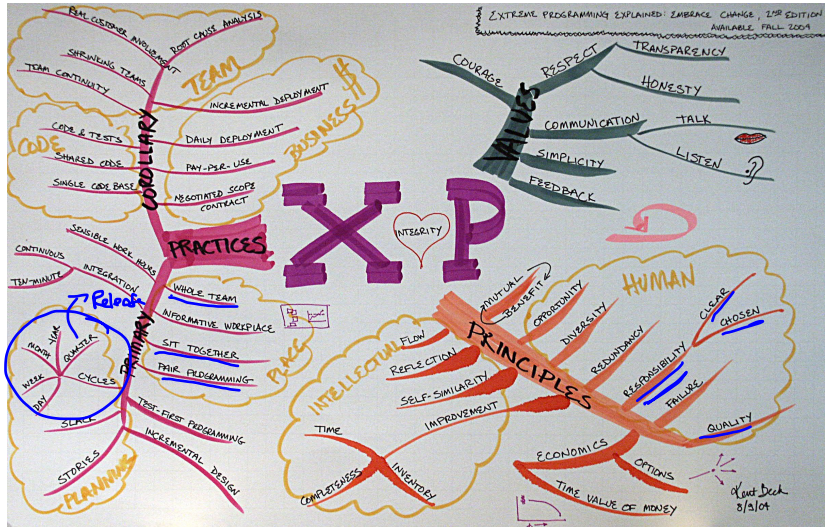 EXTREME PROGRAMMING EXPLAINED: EMBRACE CHANGE, 2ND EDITION
AVAILABLE FALL 2004
XP
INTEGRITY
PRACTICES
COROLLARY
TEAM
REAL CUSTOMER INVOLVEMENT
ROOT CAUSE ANALYSIS
SHRINKING TEAMS
TEAM CONTINUITY
BUSINESS $
INCREMENTAL DEPLOYMENT
DAILY DEPLOYMENT
PAY-PER-USE
NEGOTIATED SCOPE
CONTRACT
CODE
CODE & TESTS
SHARED CODE
SINGLE CODE BASE
PRIMARY
SENSIBLE WORK HOURS
CONTINUOUS
TEN-MINUTE
INTEGRATION
Release
PLACE
WHOLE TEAM
INFORMATIVE WORKPLACE
SIT TOGETHER
PAIR PROGRAMMING
TEST-FIRST PROGRAMMING
INCREMENTAL DESIGN
PLANNING
CYCLES
YEAR
QUARTER
MONTH
WEEK
DAY
SLACK
STORIES
VALUES
COURAGE
RESPECT
TRANSPARENCY
HONESTY
COMMUNICATION
TALK
LISTEN
SIMPLICITY
FEEDBACK
PRINCIPLES
MUTUAL
BENEFIT
HUMAN
OPPORTUNITY
DIVERSITY
REDUNDANCY
RESPONSIBILITY
CLEAR
CHOSEN
FAILURE
QUALITY
INTELLECTUAL
FLOW
REFLECTION
SELF-SIMILARITY
IMPROVEMENT
TIME
COMPLETENESS
INVENTORY
ECONOMICS
OPTIONS
TIME VALUE OF MONEY
$
Kent Beck
8/9/04